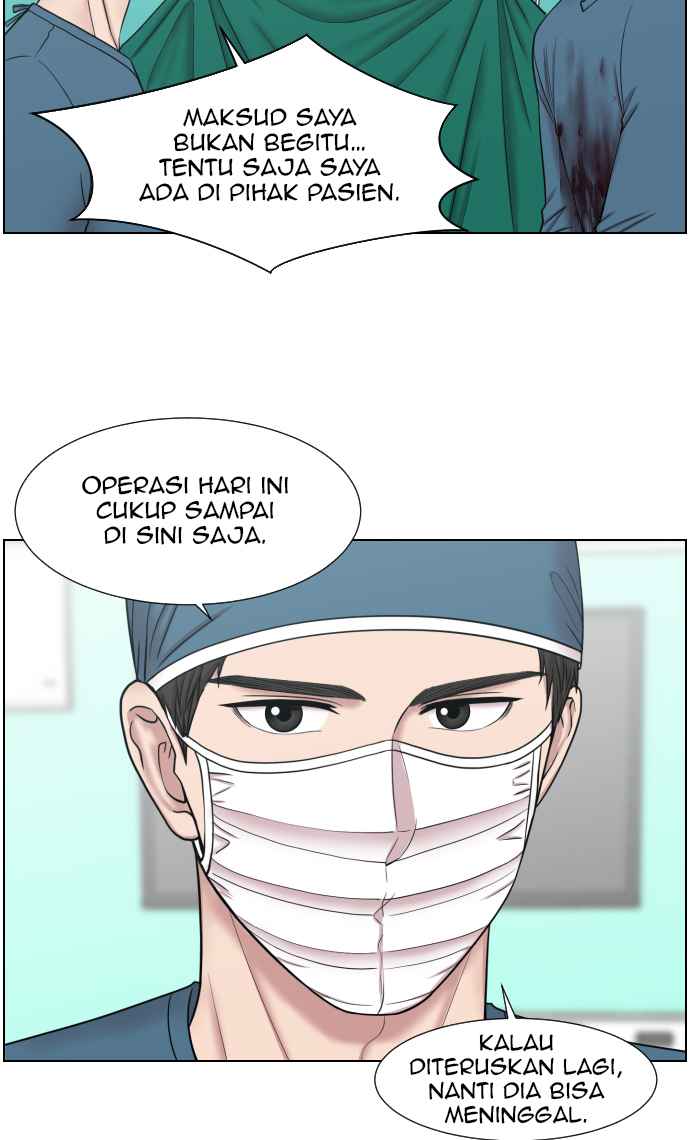 MAKSUD SAYA
BUKAN BEGITU...
TENTU SAJA SAYA
ADA DI PIHAK PASIEN.
OPERASI HARI INI
CUKUP SAMPAI
DI SINI SAJA.
KALAU
DITERUSKAN LAGI,
NANTI DIA BISA
MENINGGAL.